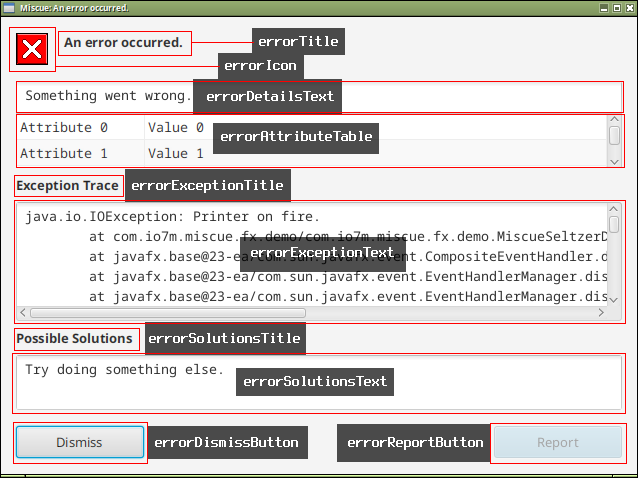 Miscue: An error occurred.
An error occurred.
errorTitle
errorIcon
Something went wrong.
errorDetailsText
Attribute 0 Value 0
errorAttributeTable
Attribute 1 Value 1
Exception Trace
errorExceptionTitle
java.io.IOException: Printer on fire.
at com.io7m.miscue.fx.demo/com.io7m.miscue.fx.demo.MiscueSeltzerD
errorExceptionText
at javafx.base@23-ea/com.sun.javafx.event.CompositeEventHandler.d
at javafx.base@23-ea/com.sun.javafx.event.EventHandlerManager.dis
at javafx.base@23-ea/com.sun.javafx.event.EventHandlerManager.dis
Possible Solutions
errorSolutionsTitle
Try doing something else.
errorSolutionsText
Dismiss
errorDismissButton
errorReportButton
Report